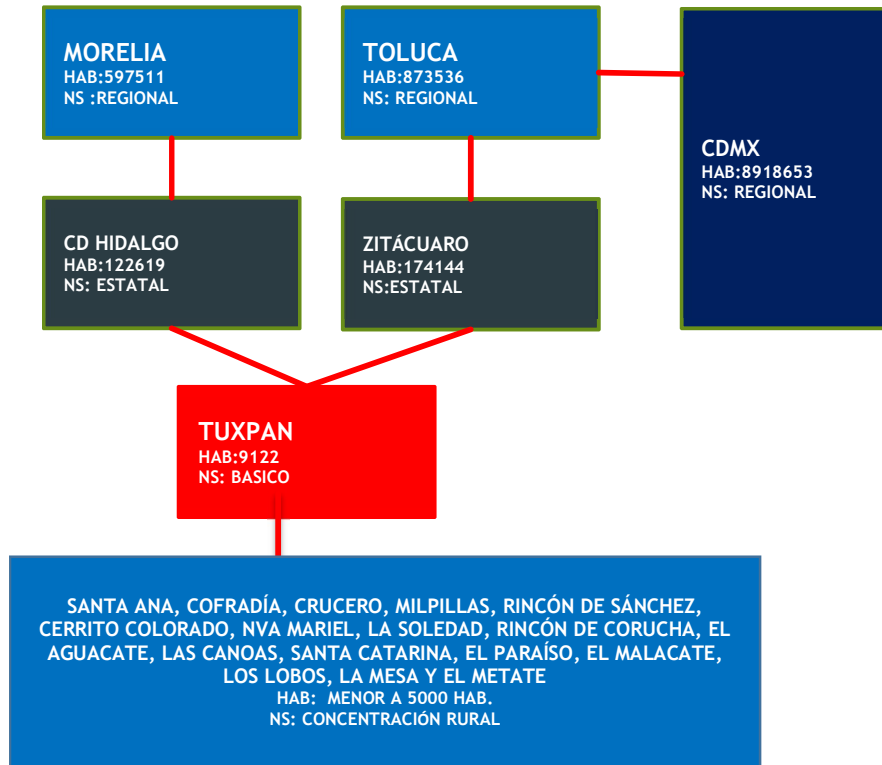 MORELIA
HAB:597511
NS :REGIONAL
TOLUCA
HAB:873536
NS: REGIONAL
CDMX
HAB:8918653
NS: REGIONAL
CD HIDALGO
HAB:122619
NS: ESTATAL
ZITÁCUARO
HAB:174144
NS:ESTATAL
TUXPAN
HAB:9122
NS: BASICO
SANTA ANA, COFRADÍA, CRUCERO, MILPILLAS, RINCÓN DE SÁNCHEZ,
CERRITO COLORADO, NVA MARIEL, LA SOLEDAD, RINCÓN DE CORUCHA, EL
AGUACATE, LAS CANOAS, SANTA CATARINA, EL PARAÍSO, EL MALACATE,
LOS LOBOS, LA MESA Y EL METATE
HAB: MENOR A 5000 HAB.
NS: CONCENTRACIÓN RURAL